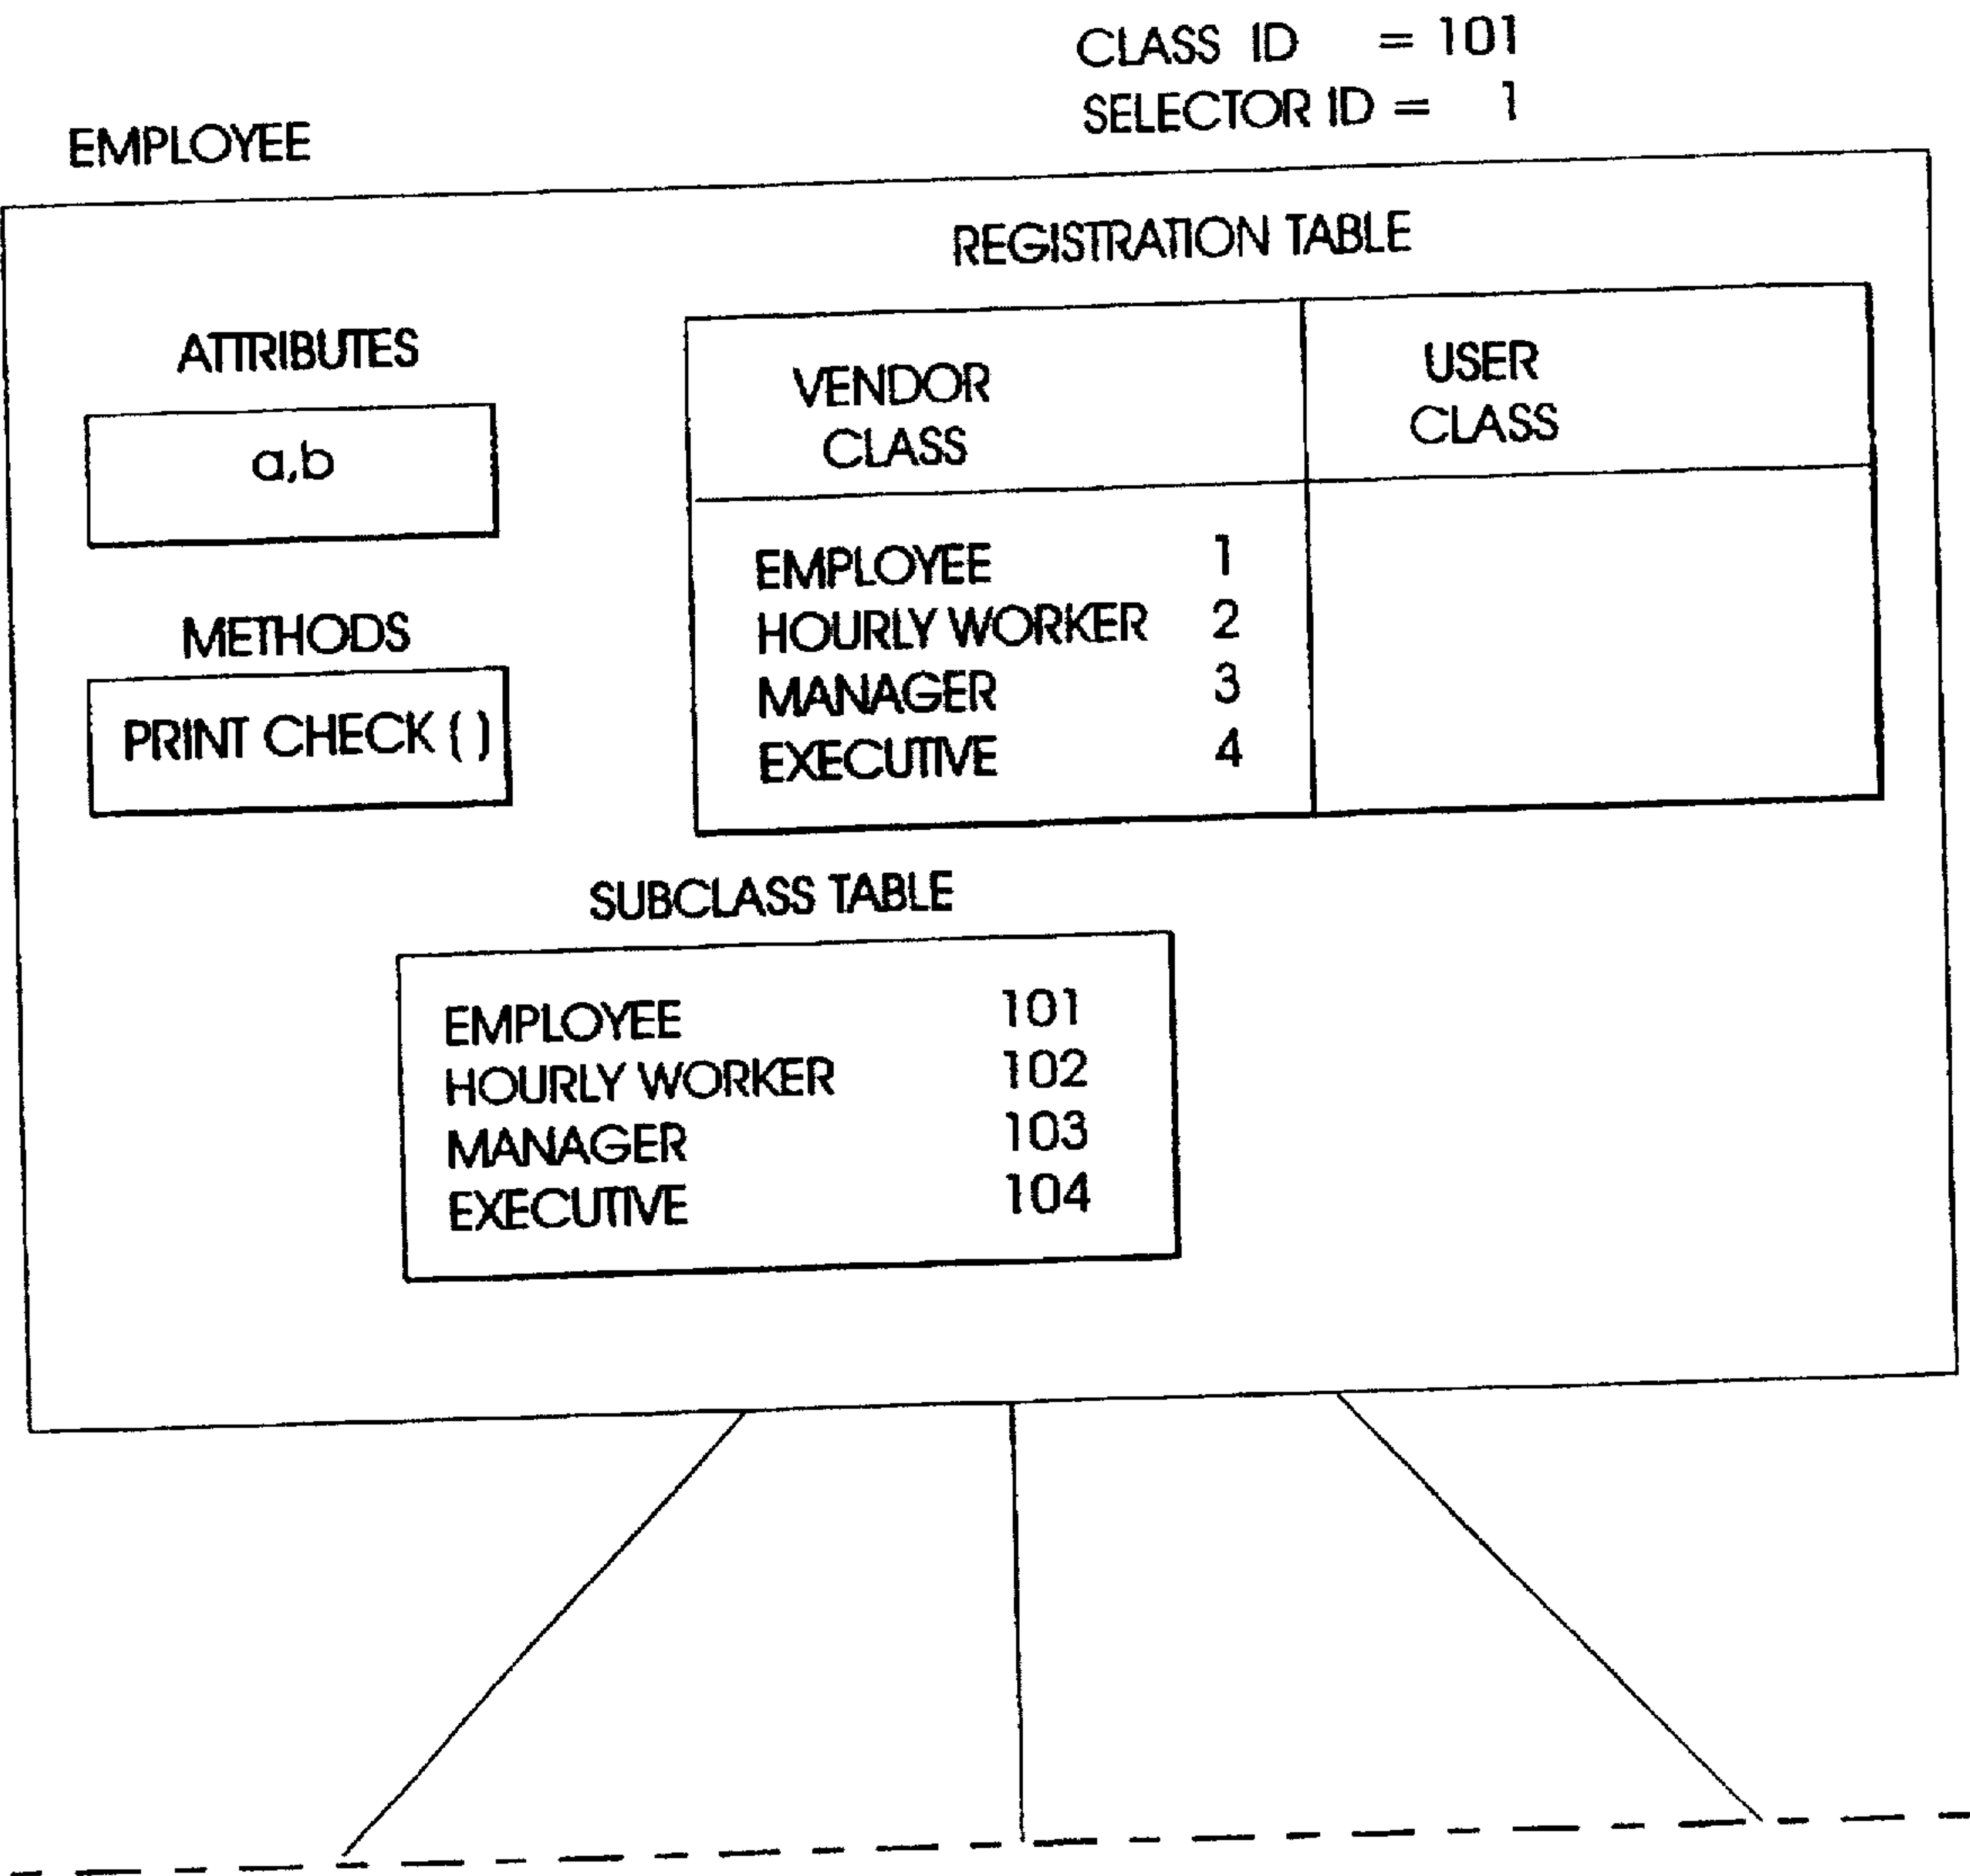 CLASS ID = 101
SELECTOR ID = 1
EMPLOYEE
REGISTRATION TABLE
ATTRIBUTES
a,b
METHODS
PRINT CHECK ( )
VENDOR
CLASS
USER
CLASS
EMPLOYEE 1
HOURLY WORKER 2
MANAGER 3
EXECUTIVE 4
SUBCLASS TABLE
EMPLOYEE 101
HOURLY WORKER 102
MANAGER 103
EXECUTIVE 104